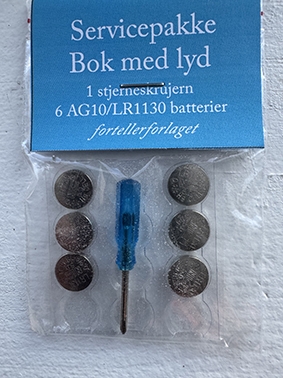 Servicepakke
Bok med lyd
1 stjerneskrujern
6 AG10/LR1130 batterier
fortellerforlaget